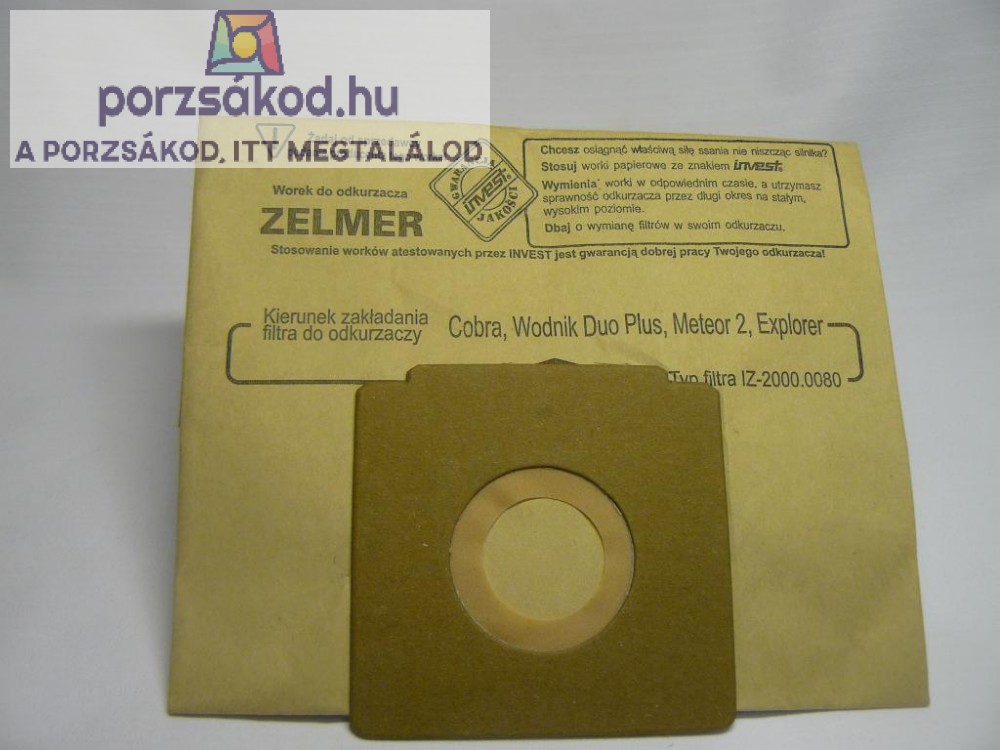 porzsákod.hu
A PORZSÁKOD, ITT MEGTALÁLOD
Żądaj od sprzedawcy
Worek do odkurzacza
ZELMER
GWARANCJA
invest®
JAKOŚCI
Chcesz osiągnąć właściwą siłę ssania nie niszcząc silnika?
Stosuj worki papierowe ze znakiem invest®
Wymieniaj worki w odpowiednim czasie, a utrzymasz
sprawność odkurzacza przez długi okres na stałym,
wysokim poziomie.
Dbaj o wymianę filtrów w swoim odkurzaczu.
Stosowanie worków atestowanych przez INVEST jest gwarancją dobrej pracy Twojego odkurzacza!
Kierunek zakładania
filtra do odkurzaczy
Cobra, Wodnik Duo Plus, Meteor 2, Explorer
Typ filtra IZ-2000.0080